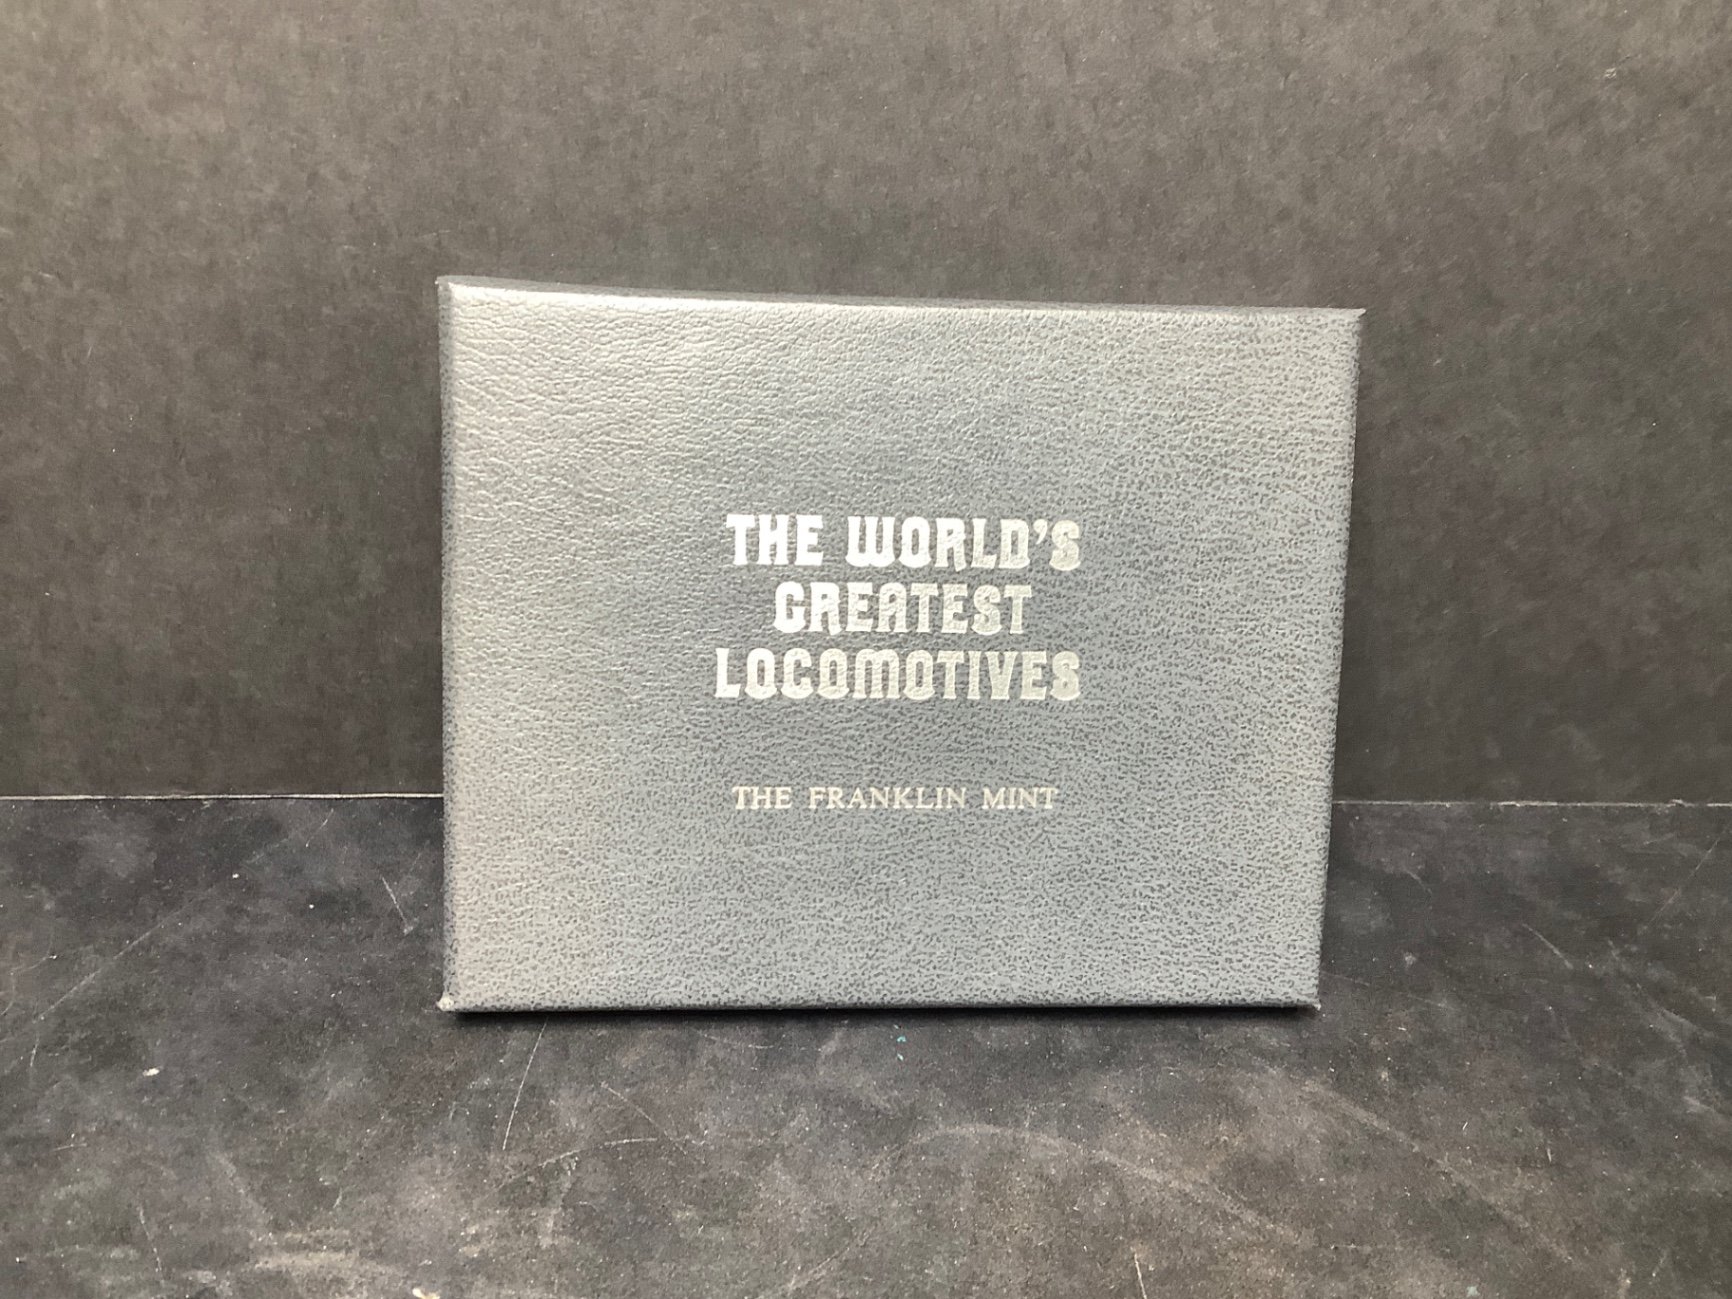 THE WORLD'S
GREATEST
LOCOMOTIVES
THE FRANKLIN MINT